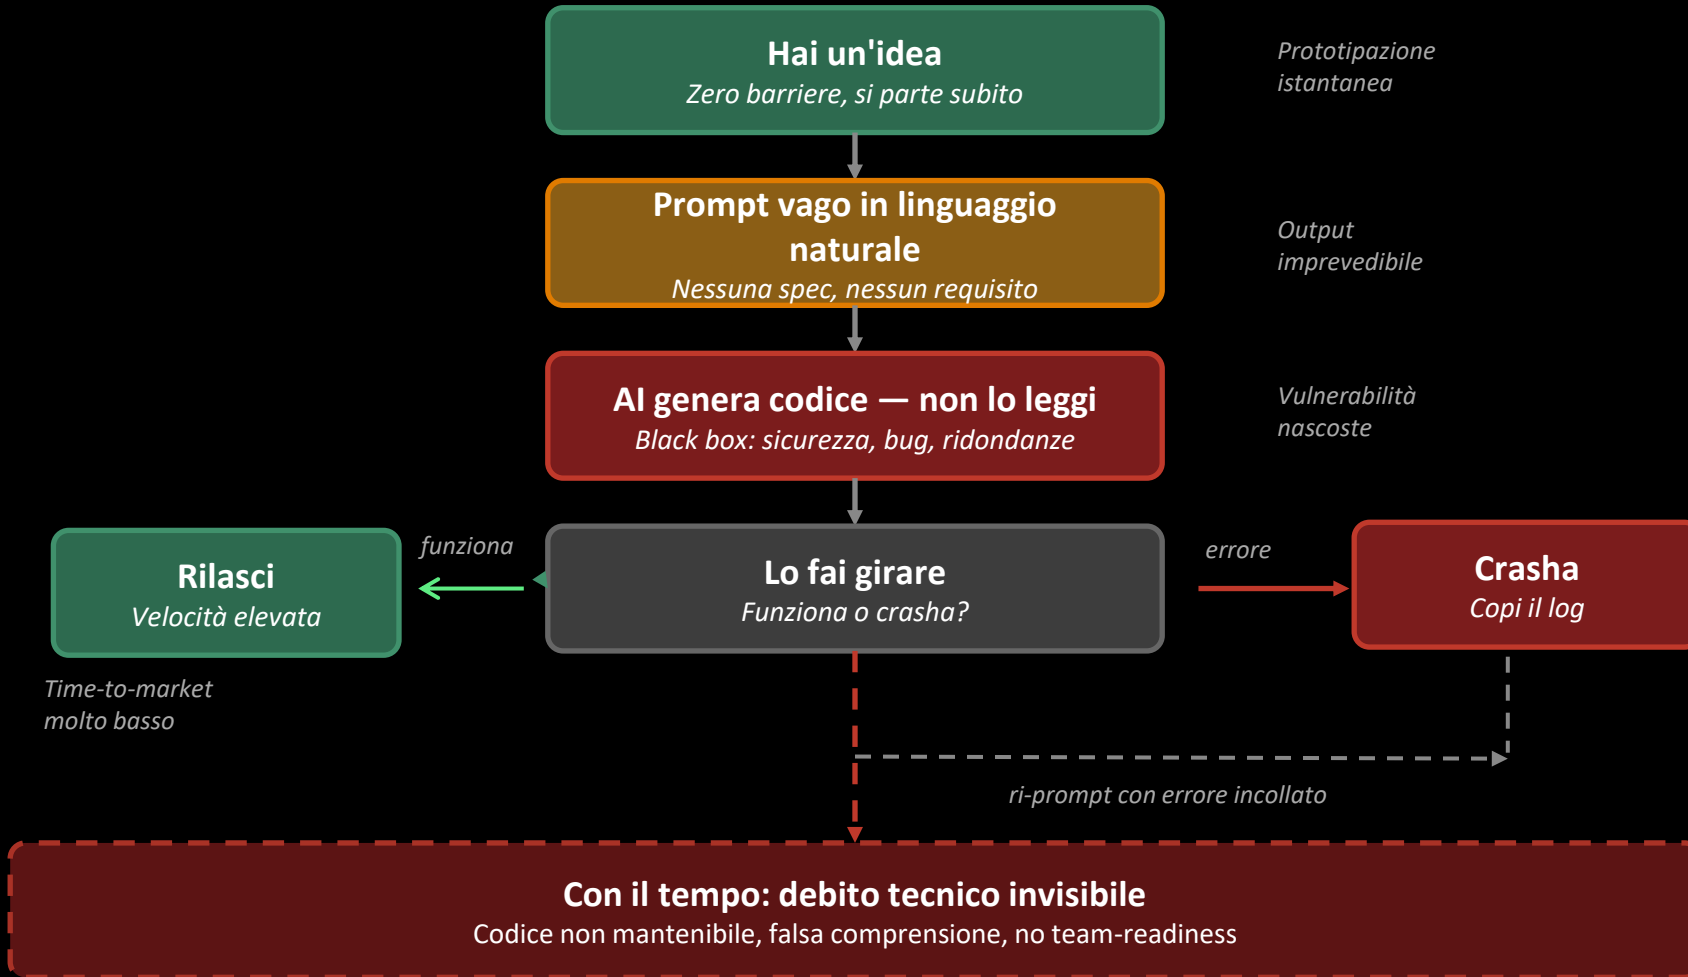 Hai un'idea
Zero barriere, si parte subito
Prototipazione
istantanea
Prompt vago in linguaggio
naturale
Nessuna spec, nessun requisito
Output
imprevedibile
AI genera codice — non lo leggi
Black box: sicurezza, bug, ridondanze
Vulnerabilità
nascoste
Rilasci
Velocità elevata
funziona
Lo fai girare
Funziona o crasha?
errore
Crasha
Copi il log
Time-to-market
molto basso
ri-prompt con errore incollato
Con il tempo: debito tecnico invisibile
Codice non mantenibile, falsa comprensione, no team-readiness